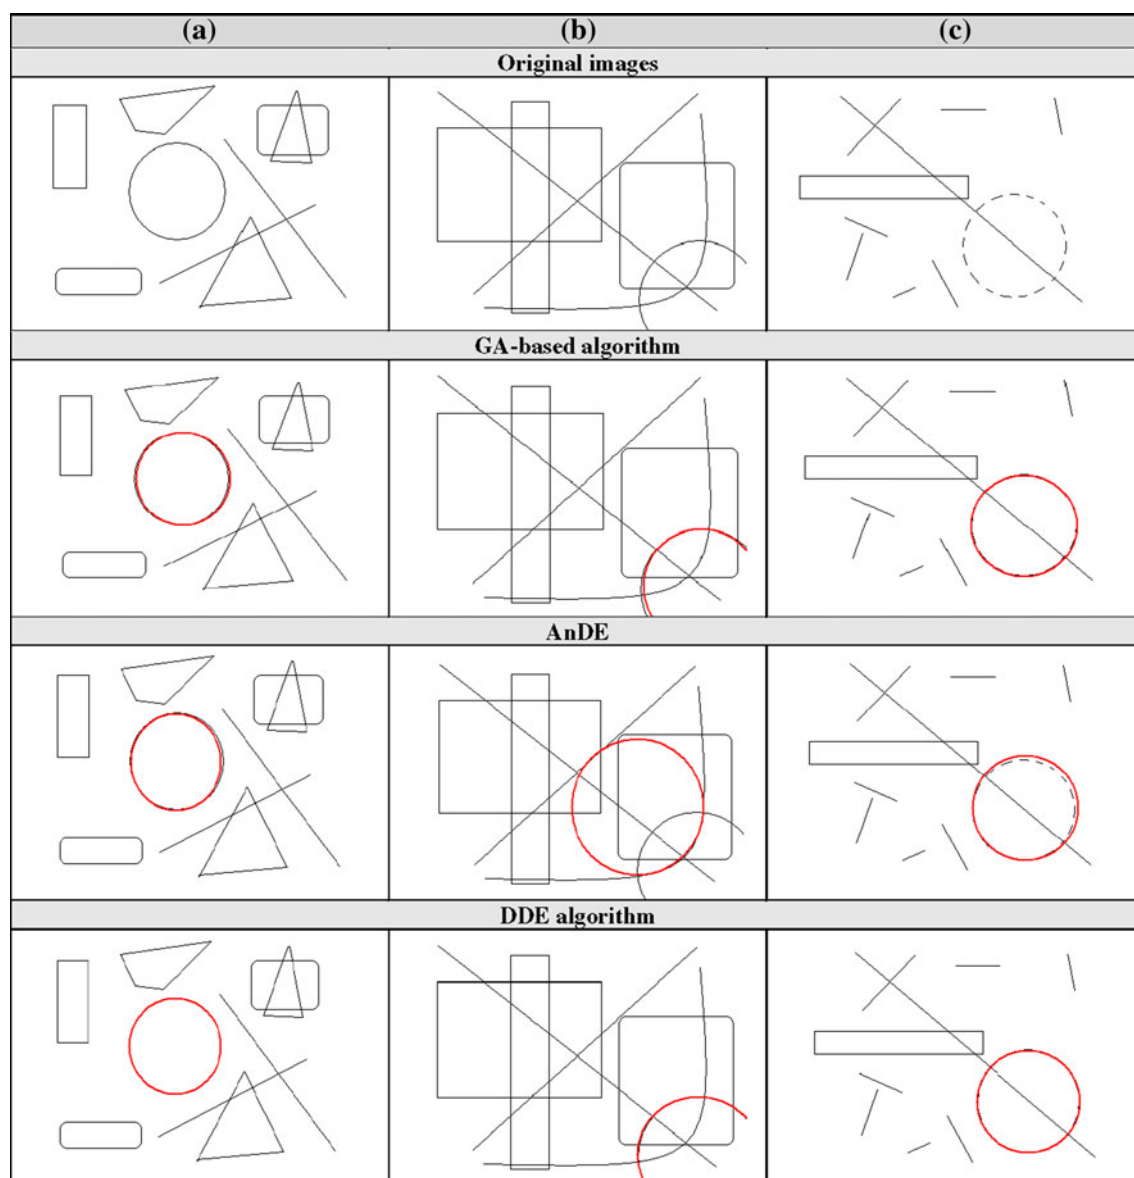 (a) (b) (c)
Original images
GA-based algorithm
AnDE
DDE algorithm